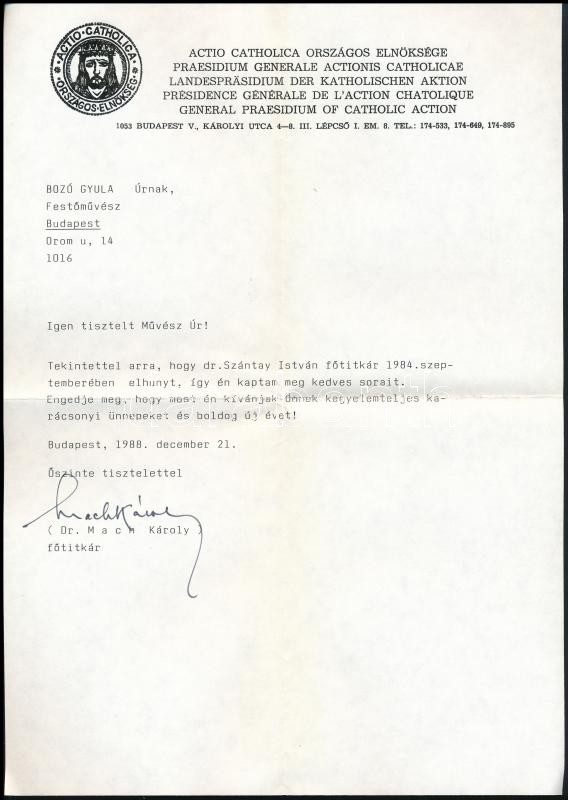 ACTIO·CATHOLICA
·ORSZÁGOS·ELNÖKSÉG·
ACTIO CATHOLICA ORSZÁGOS ELNÖKSÉGE
PRAESIDIUM GENERALE ACTIONIS CATHOLICAE
LANDESPRÄSIDIUM DER KATHOLISCHEN AKTION
PRÉSIDENCE GÉNÉRALE DE L'ACTION CHATOLIQUE
GENERAL PRAESIDIUM OF CATHOLIC ACTION
1053 BUDAPEST V., KÁROLYI UTCA 4—8. III. LÉPCSŐ I. EM. 8. TEL.: 174-533, 174-649, 174-895
BOZÓ GYULA Úrnak,
Festőművész
Budapest
Orom u, 14
1016
Igen tisztelt Művész Úr!
Tekintettel arra, hogy dr.Szántay István főtitkár 1984.szep-
temberében elhunyt, így én kaptam meg kedves sorait.
Engedje meg, hogy most én kívánjak Önnek kegyelemteljes ka-
rácsonyi ünnepeket és boldog új évet!
Budapest, 1988. december 21.
Őszinte tisztelettel
Mach Károly
( Dr. M a c h Károly )
főtitkár